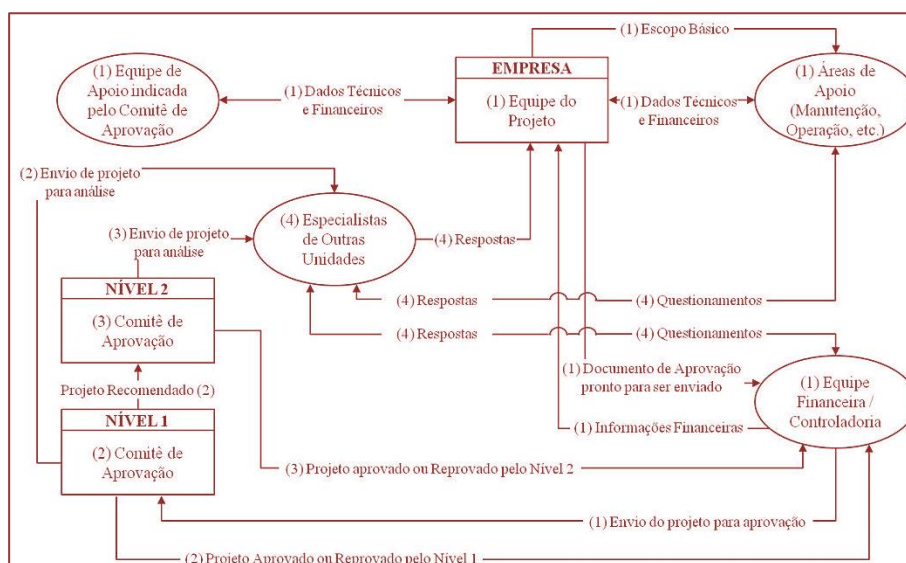 (1) Escopo Básico
EMPRESA
(1) Equipe do
Projeto
(1) Equipe de
Apoio indicada
pelo Comitê de
Aprovação
(1) Dados Técnicos
e Financeiros
(1) Dados Técnicos
e Financeiros
(1) Áreas de
Apoio
(Manutenção,
Operação, etc.)
(2) Envio de projeto
para análise
(4) Especialistas
de Outras
Unidades
(4) Respostas
(3) Envio de projeto
para análise
NÍVEL 2
(3) Comitê de
Aprovação
(4) Respostas
(4) Questionamentos
(4) Respostas
(4) Questionamentos
(1) Documento de Aprovação
pronto para ser enviado
(1) Equipe
Financeira /
Controladoria
Projeto Recomendado (2)
NÍVEL 1
(2) Comitê de
Aprovação
(1) Informações Financeiras
(3) Projeto aprovado ou Reprovado pelo Nível 2
(1) Envio do projeto para aprovação
(2) Projeto Aprovado ou Reprovado pelo Nível 1